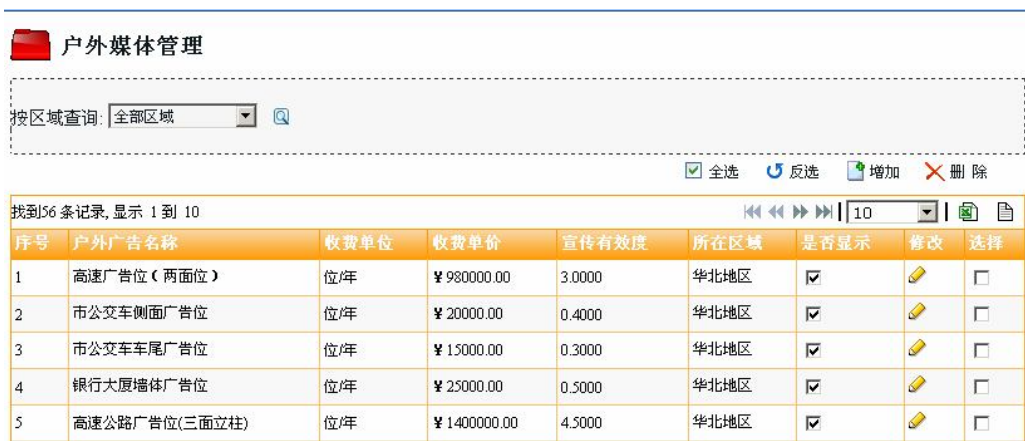 户外媒体管理
按区域查询: 全部区域
全选 反选 增加 删 除
找到56 条记录, 显示 1 到 10 10
序号 户外广告名称 收费单位 收费单价 宣传有效度 所在区域 是否显示 修改 选择
1 高速广告位（两面位） 位/年 ￥980000.00 3.0000 华北地区
2 市公交车侧面广告位 位/年 ￥20000.00 0.4000 华北地区
3 市公交车车尾广告位 位/年 ￥15000.00 0.3000 华北地区
4 银行大厦墙体广告位 位/年 ￥25000.00 0.5000 华北地区
5 高速公路广告位(三面立柱) 位/年 ￥1400000.00 4.5000 华北地区